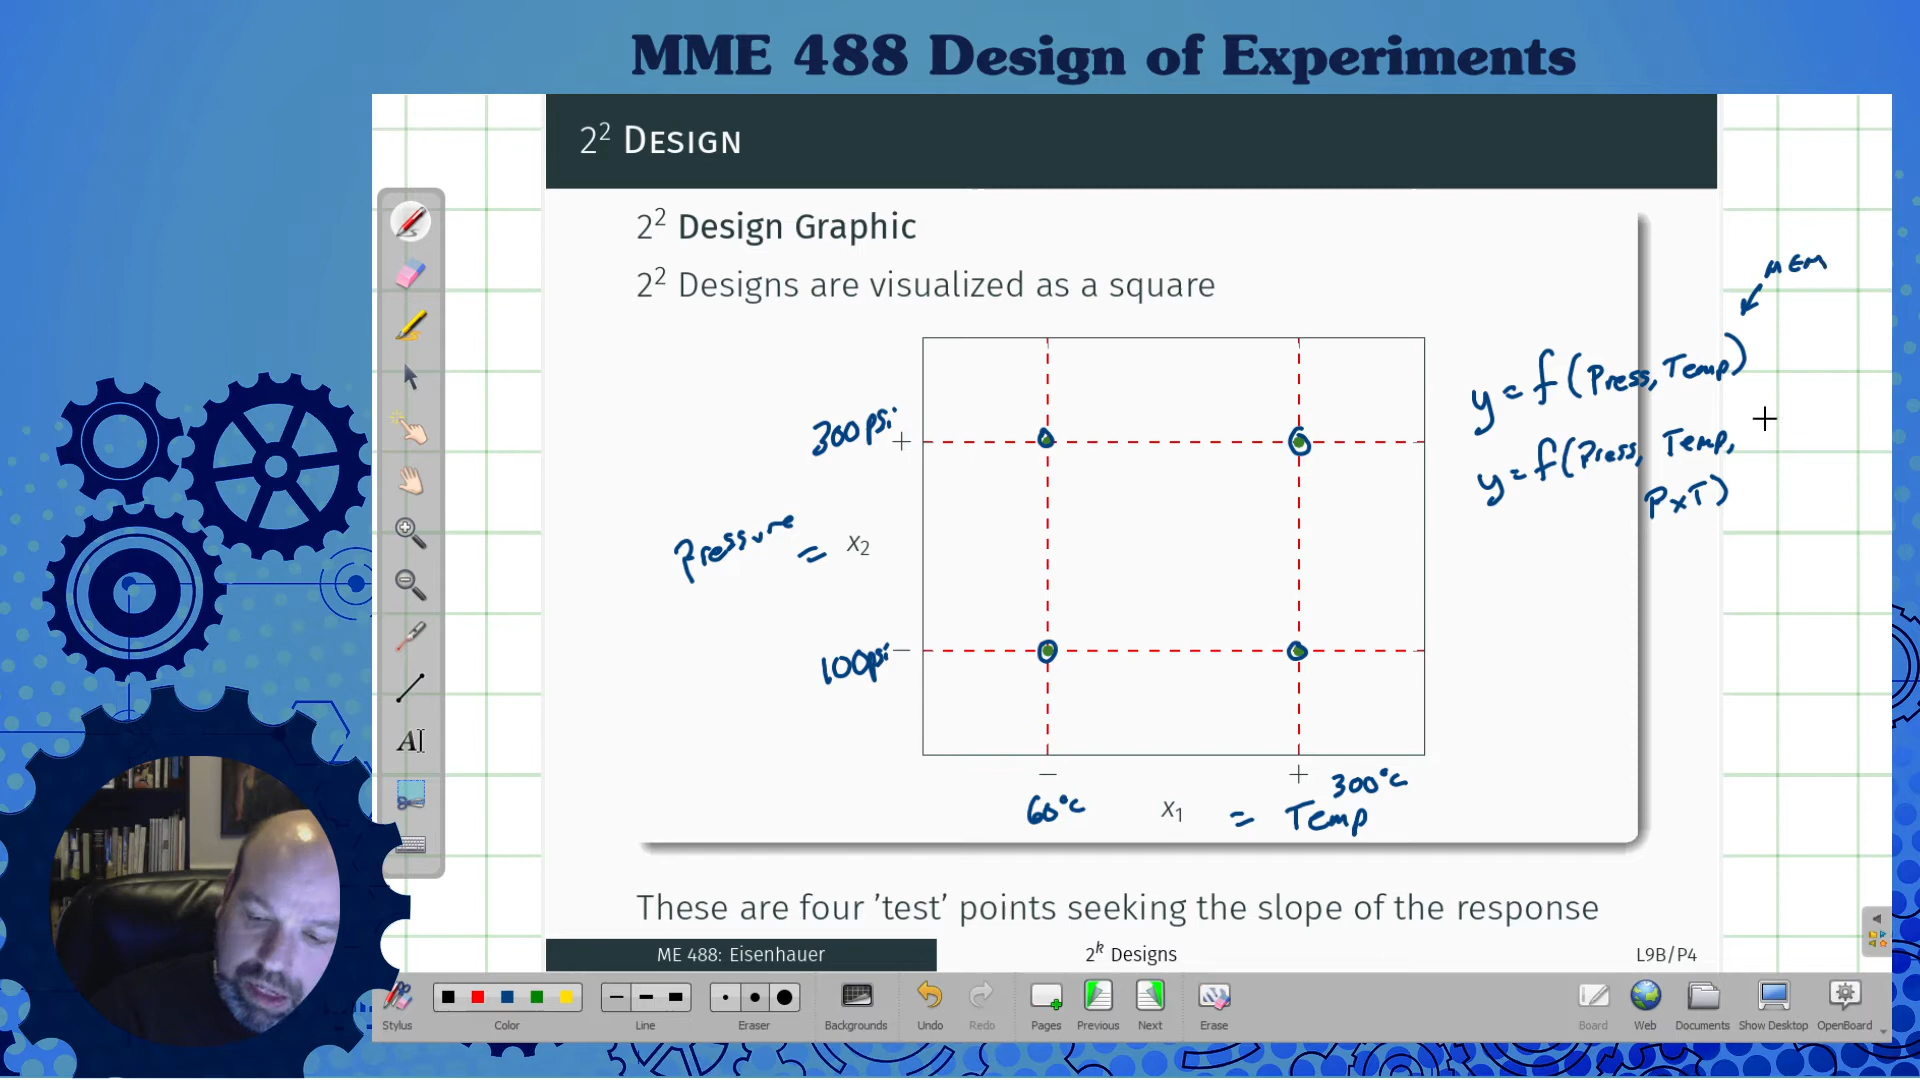 MME 488 Design of Experiments
2² DESIGN
2² Design Graphic
2² Designs are visualized as a square
MEM
y = f(Press, Temp)
300psi +
y = f(Press, Temp,
PxT)
Pressure = x₂
100psi −
− +
60°C x₁ = Temp 300°C
These are four 'test' points seeking the slope of the response
ME 488: Eisenhauer 2ᵏ Designs L9B/P4
Stylus Color Line Eraser Backgrounds Undo Redo Pages Previous Next Erase Board Web Documents Show Desktop OpenBoard